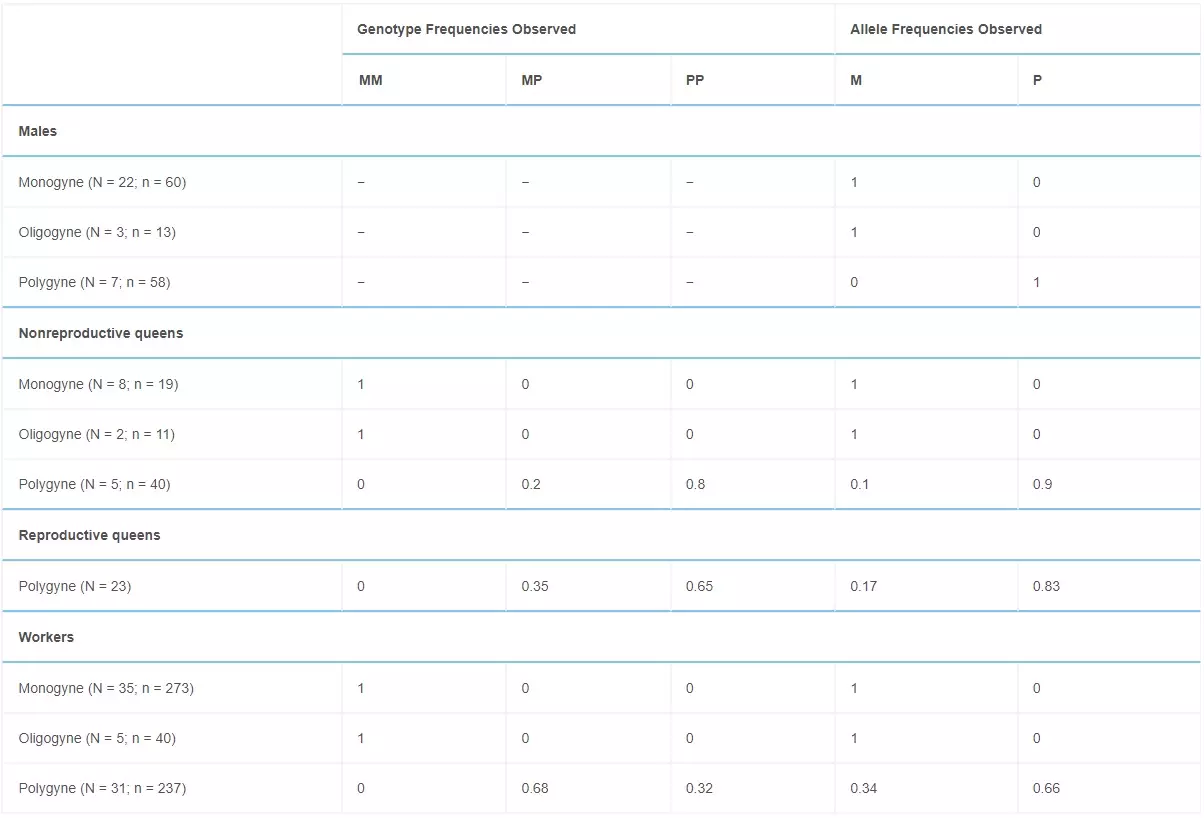 Genotype Frequencies Observed Allele Frequencies Observed
MM MP PP M P
Males
Monogyne (N = 22; n = 60) – – – 1 0
Oligogyne (N = 3; n = 13) – – – 1 0
Polygyne (N = 7; n = 58) – – – 0 1
Nonreproductive queens
Monogyne (N = 8; n = 19) 1 0 0 1 0
Oligogyne (N = 2; n = 11) 1 0 0 1 0
Polygyne (N = 5; n = 40) 0 0.2 0.8 0.1 0.9
Reproductive queens
Polygyne (N = 23) 0 0.35 0.65 0.17 0.83
Workers
Monogyne (N = 35; n = 273) 1 0 0 1 0
Oligogyne (N = 5; n = 40) 1 0 0 1 0
Polygyne (N = 31; n = 237) 0 0.68 0.32 0.34 0.66